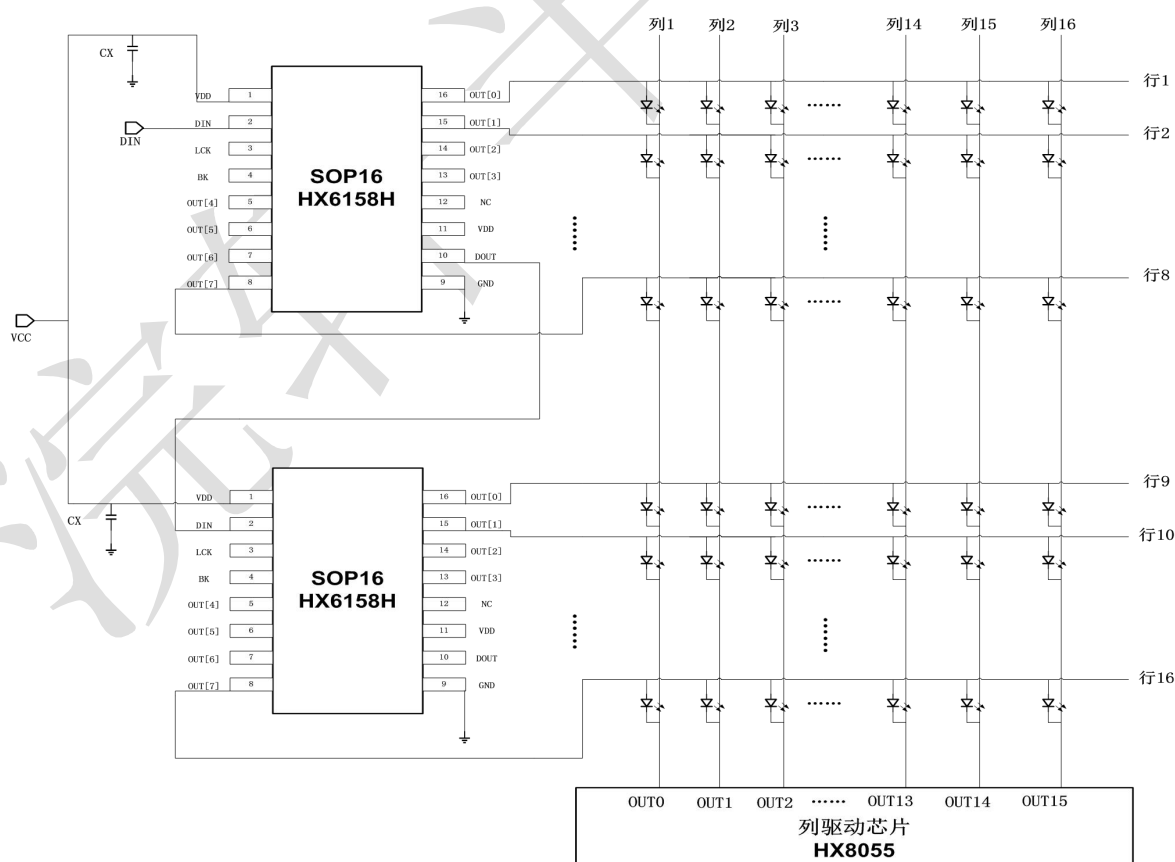 列1 列2 列3 列14 列15 列16
CX
VDD 1 16 OUT[0] 行1
DIN 2 15 OUT[1]
DIN
行2
LCK 3 14 OUT[2]
BK 4 13 OUT[3]
SOP16
HX6158H
OUT[4] 5 12 NC
OUT[5] 6 11 VDD
OUT[6] 7 10 DOUT
OUT[7] 8 9 GND
行8
VCC
VDD 1 16 OUT[0] 行9
CX
DIN 2 15 OUT[1]
行10
LCK 3 14 OUT[2]
BK 4 13 OUT[3]
SOP16
HX6158H
OUT[4] 5 12 NC
OUT[5] 6 11 VDD
OUT[6] 7 10 DOUT
OUT[7] 8 9 GND
行16
OUT0 OUT1 OUT2 ...... OUT13 OUT14 OUT15
列驱动芯片
HX8055